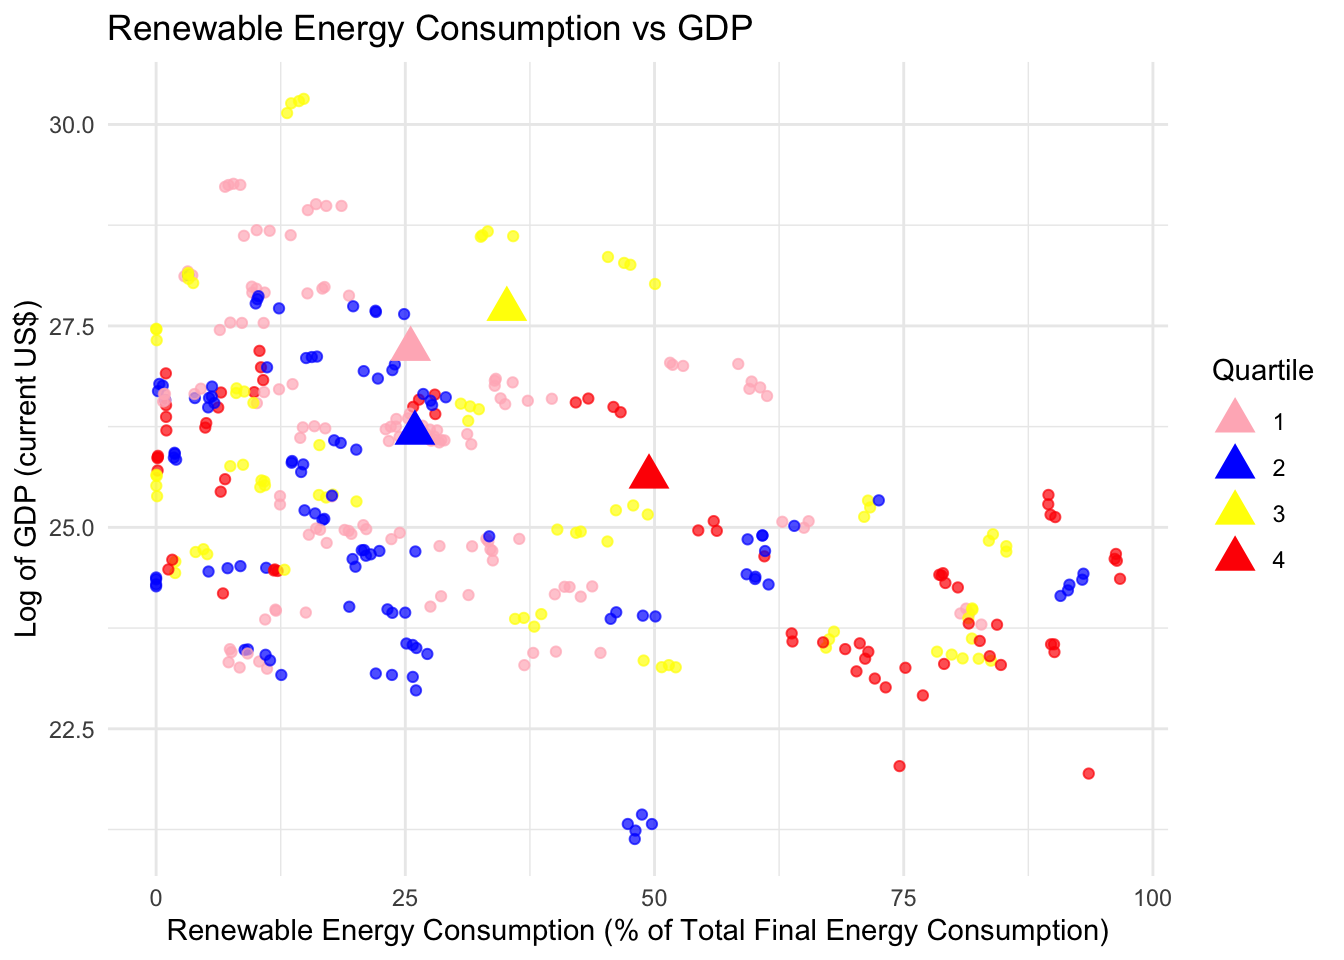 Renewable Energy Consumption vs GDP
30.0
27.5
25.0
22.5
Log of GDP (current US$)
0 25 50 75 100
Renewable Energy Consumption (% of Total Final Energy Consumption)
Quartile
1
2
3
4